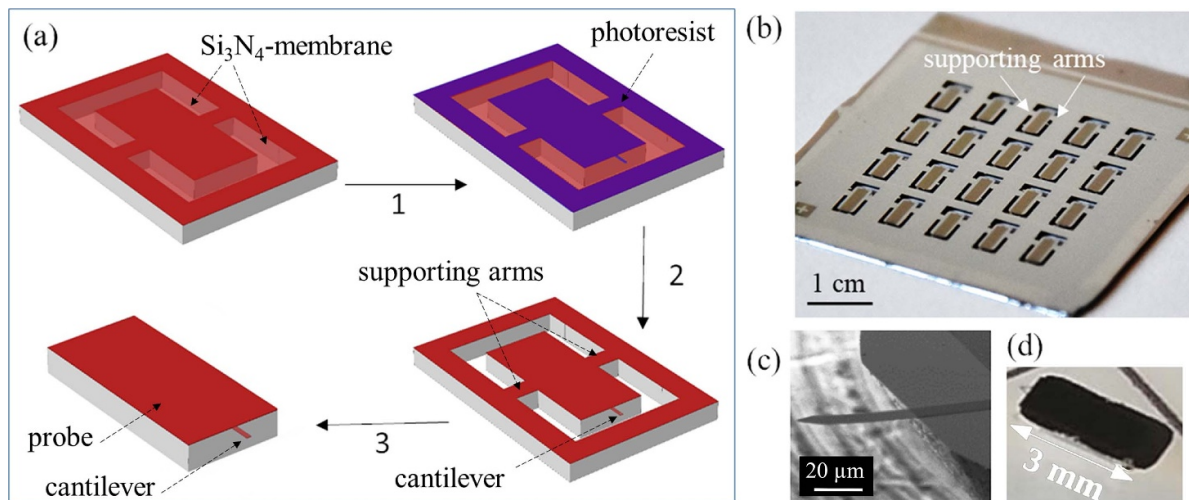 (a)
Si₃N₄-membrane
photoresist
1
2
supporting arms
3
probe
cantilever
cantilever
(b)
supporting arms
1 cm
(c)
20 µm
(d)
3 mm